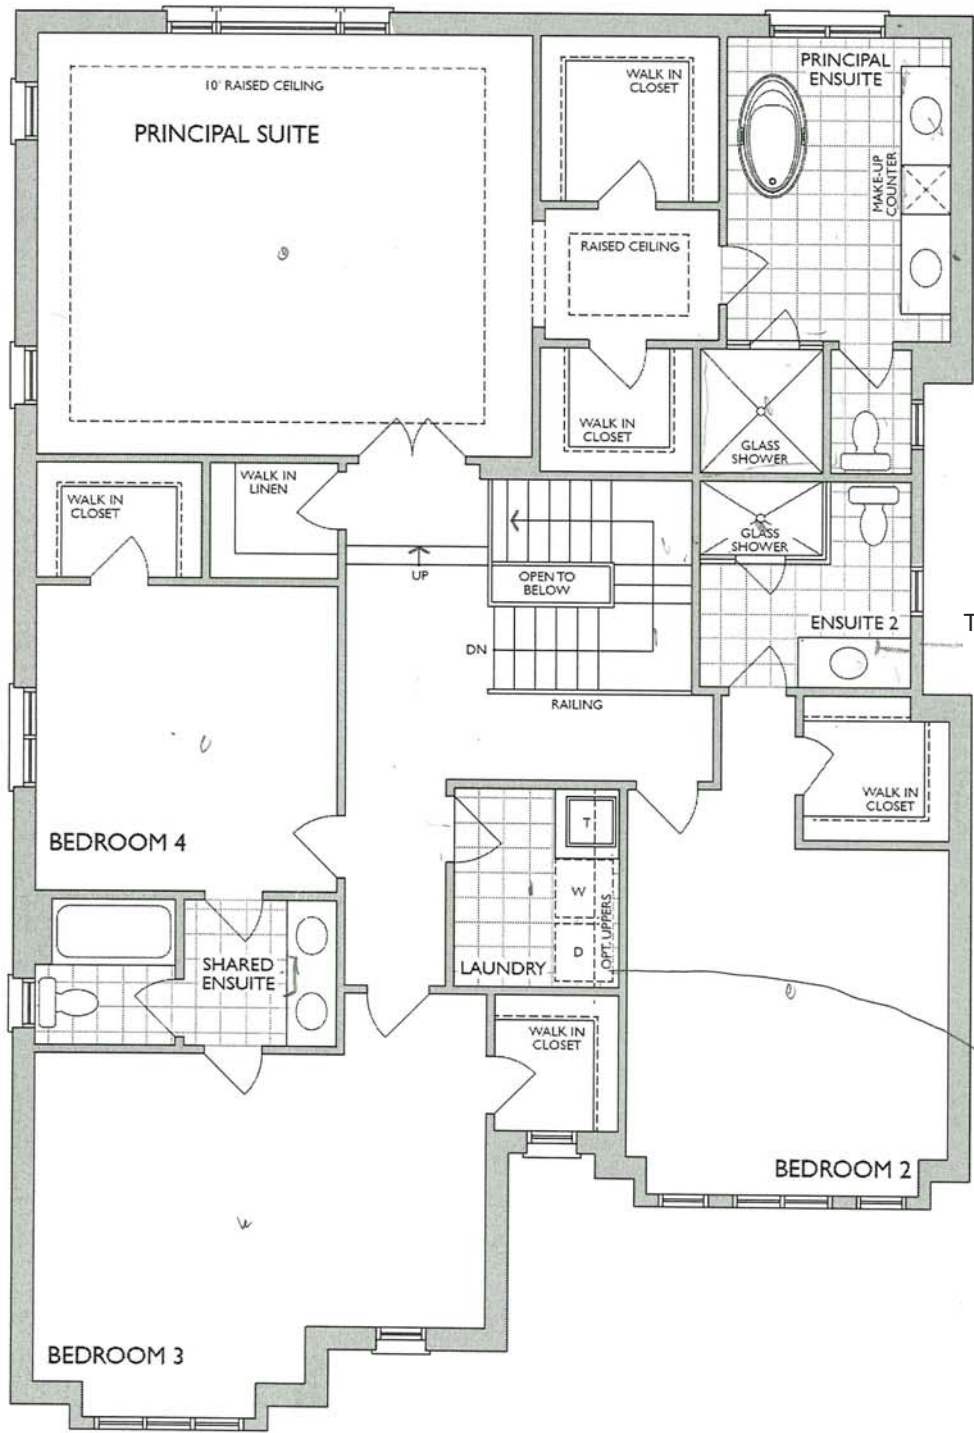 10' RAISED CEILING
PRINCIPAL SUITE
WALK IN
CLOSET
PRINCIPAL
ENSUITE
MAKE-UP
COUNTER
RAISED CEILING
WALK IN
CLOSET
GLASS
SHOWER
WALK IN
CLOSET
WALK IN
LINEN
UP
OPEN TO
BELOW
DN
RAILING
GLASS
SHOWER
ENSUITE 2
T
WALK IN
CLOSET
BEDROOM 4
T
W
D
OPT. UPPERS
LAUNDRY
SHARED
ENSUITE
WALK IN
CLOSET
BEDROOM 2
BEDROOM 3